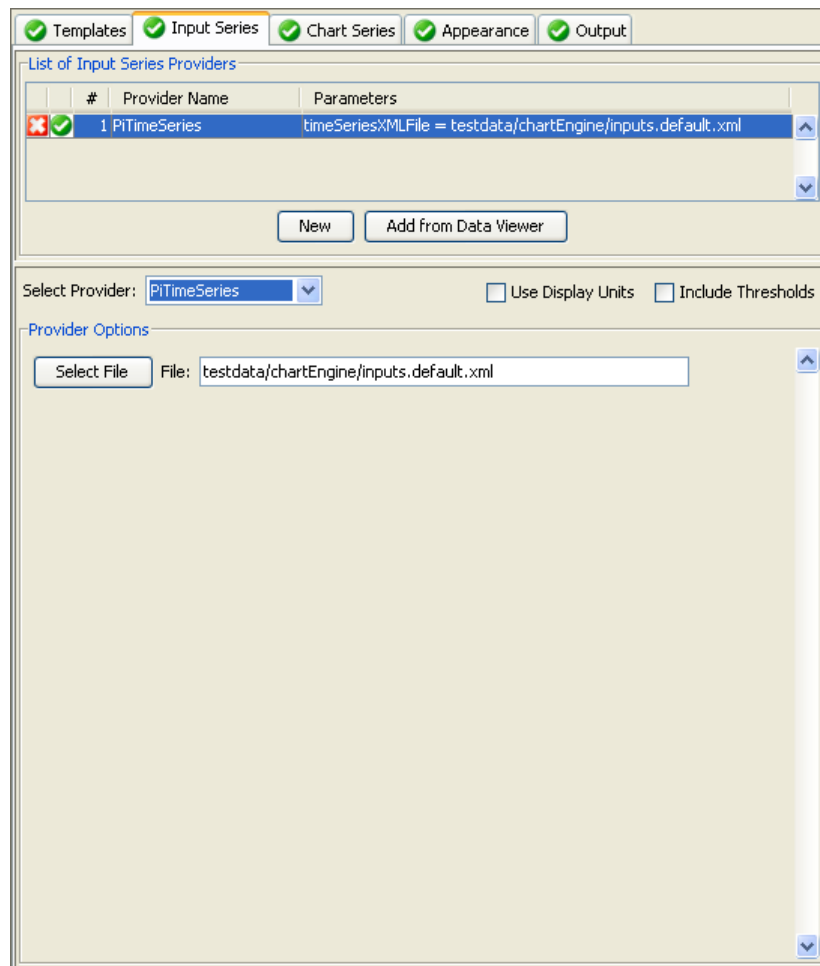 Templates Input Series Chart Series Appearance Output
List of Input Series Providers
# Provider Name Parameters
1 PiTimeSeries timeSeriesXMLFile = testdata/chartEngine/inputs.default.xml
New Add from Data Viewer
Select Provider: PiTimeSeries Use Display Units Include Thresholds
Provider Options
Select File File: testdata/chartEngine/inputs.default.xml